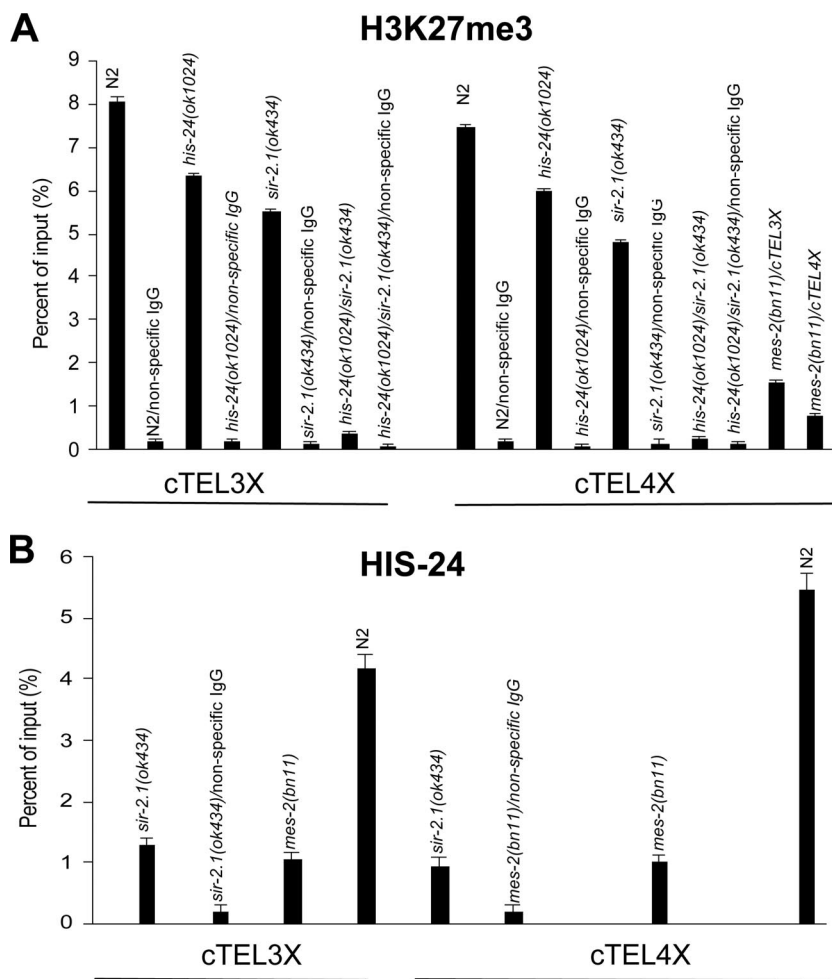 A
H3K27me3
Percent of input (%)
9
8
7
6
5
4
3
2
1
0
N2
N2/non-specific IgG
his-24(ok1024)
his-24(ok1024)/non-specific IgG
sir-2.1(ok434)
sir-2.1(ok434)/non-specific IgG
his-24(ok1024)/sir-2.1(ok434)
his-24(ok1024)/sir-2.1(ok434)/non-specific IgG
N2
N2/non-specific IgG
his-24(ok1024)
his-24(ok1024)/non-specific IgG
sir-2.1(ok434)
sir-2.1(ok434)/non-specific IgG
his-24(ok1024)/sir-2.1(ok434)
his-24(ok1024)/sir-2.1(ok434)/non-specific IgG
mes-2(bn11)/cTEL3X
mes-2(bn11)/cTEL4X
cTEL3X
cTEL4X
B
HIS-24
Percent of input (%)
6
5
4
3
2
1
0
sir-2.1(ok434)
sir-2.1(ok434)/non-specific IgG
mes-2(bn11)
N2
sir-2.1(ok434)
mes-2(bn11)/non-specific IgG
mes-2(bn11)
N2
cTEL3X
cTEL4X